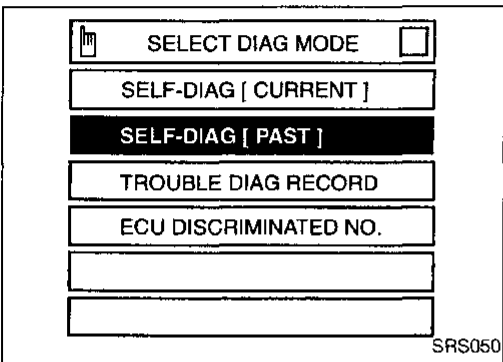 SELECT DIAG MODE
SELF-DIAG [ CURRENT ]
SELF-DIAG [ PAST ]
TROUBLE DIAG RECORD
ECU DISCRIMINATED NO.
SRS050